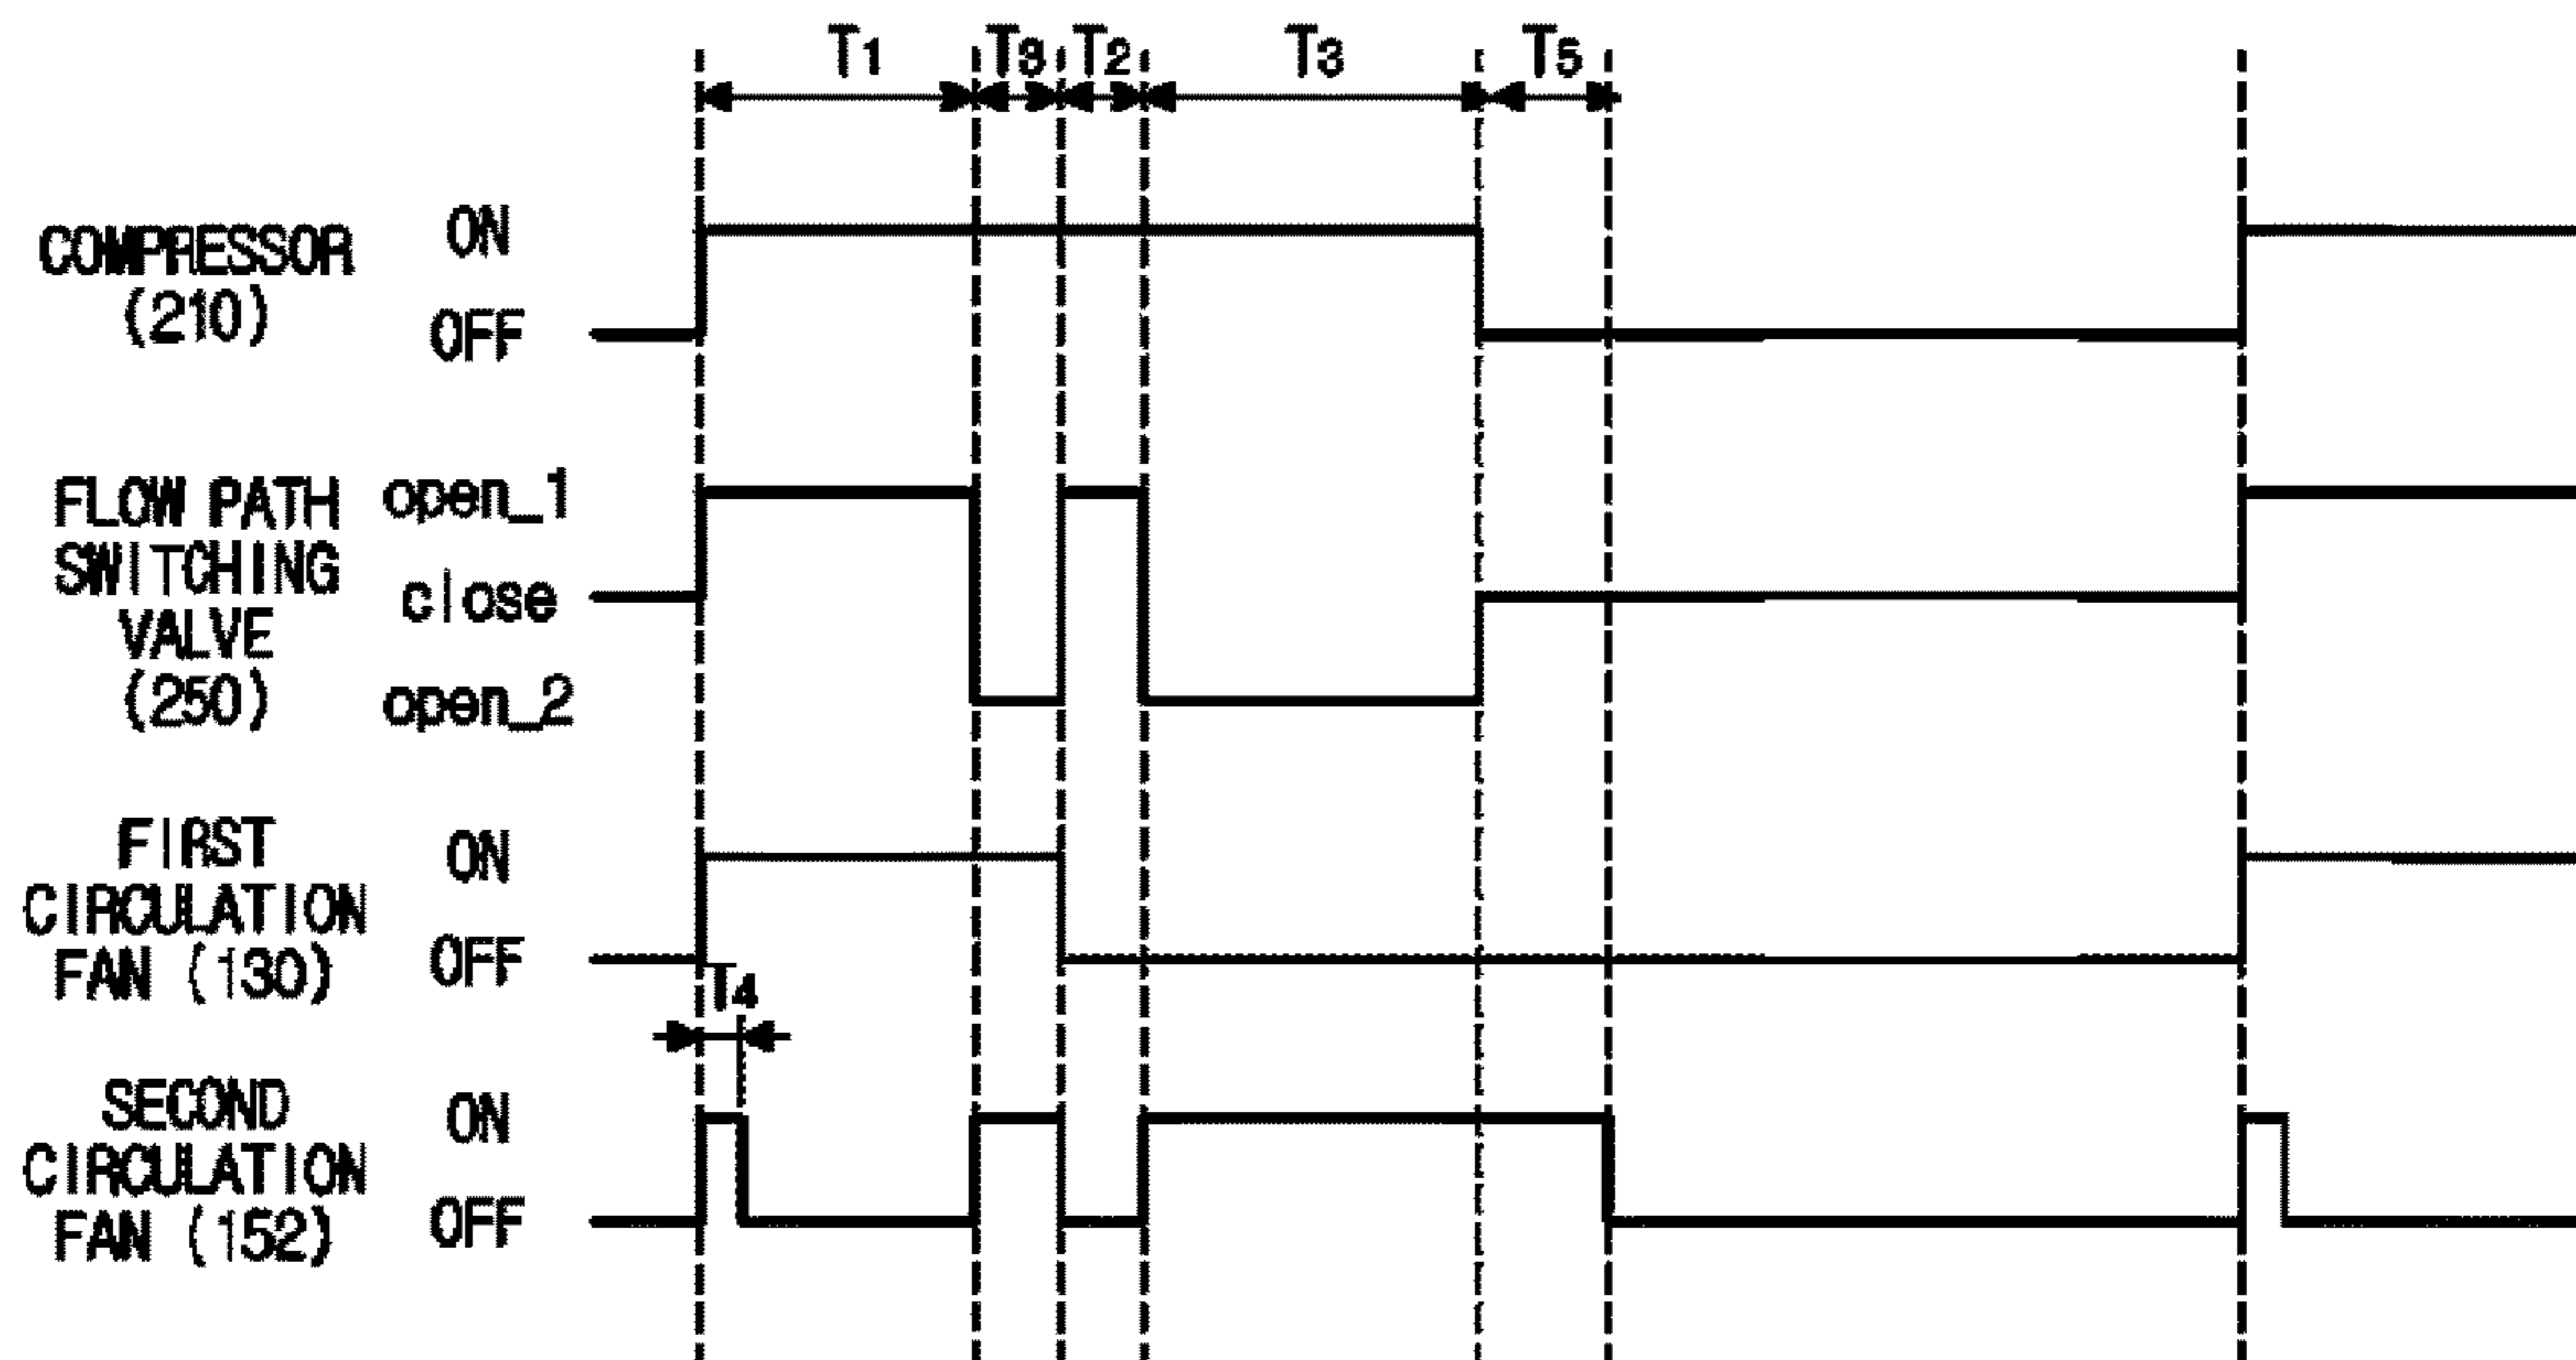 T1 T3 T2 T3 T5
COMPRESSOR
(210)
ON
OFF
FLOW PATH
SWITCHING
VALVE
(250)
open_1
close
open_2
FIRST
CIRCULATION
FAN (130)
ON
OFF
T4
SECOND
CIRCULATION
FAN (152)
ON
OFF